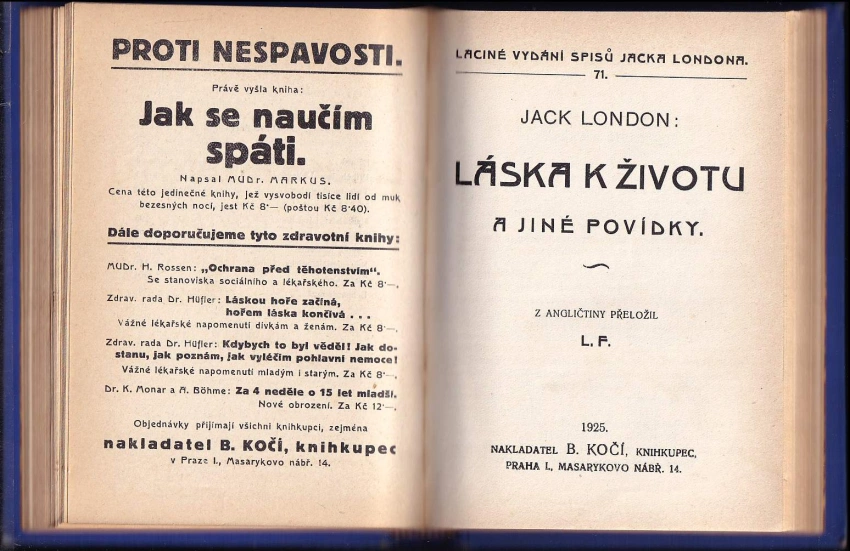 PROTI NESPAVOSTI.
Právě vyšla kniha:
Jak se naučím
spáti.
Napsal MUDr. MARKUS.
Cena této jedinečné knihy, jež vysvobodí tisíce lidí od muk
bezesných nocí, jest Kč 8·— (poštou Kč 8·40).
Dále doporučujeme tyto zdravotní knihy:
MUDr. H. Rossen: „Ochrana před těhotenstvím“.
Se stanoviska sociálního a lékařského. Za Kč 8·—.
Zdrav. rada Dr. Hüfler: Láskou hoře začíná,
hořem láska končívá . . .
Vážné lékařské napomenutí dívkám a ženám. Za Kč 8·—.
Zdrav. rada Dr. Hüfler: Kdybych to byl věděl! Jak do-
stanu, jak poznám, jak vyléčím pohlavní nemoce!
Vážné lékařské napomenutí mladým i starým. Za Kč 8·—.
Dr. K. Monar a A. Böhme: Za 4 neděle o 15 let mladší.
Nové obrození. Za Kč 12·—.
Objednávky přijímají všichni knihkupci, zejména
nakladatel B. KOČÍ, knihkupec
v Praze I., Masarykovo nábř. 14.
LACINÉ VYDÁNÍ SPISŮ JACKA LONDONA.
71.
JACK LONDON:
LÁSKA K ŽIVOTU
A JINÉ POVÍDKY.
Z ANGLIČTINY PŘELOŽIL
L. F.
1925.
NAKLADATEL B. KOČÍ, KNIHKUPEC,
PRAHA I., MASARYKOVO NÁBŘ. 14.